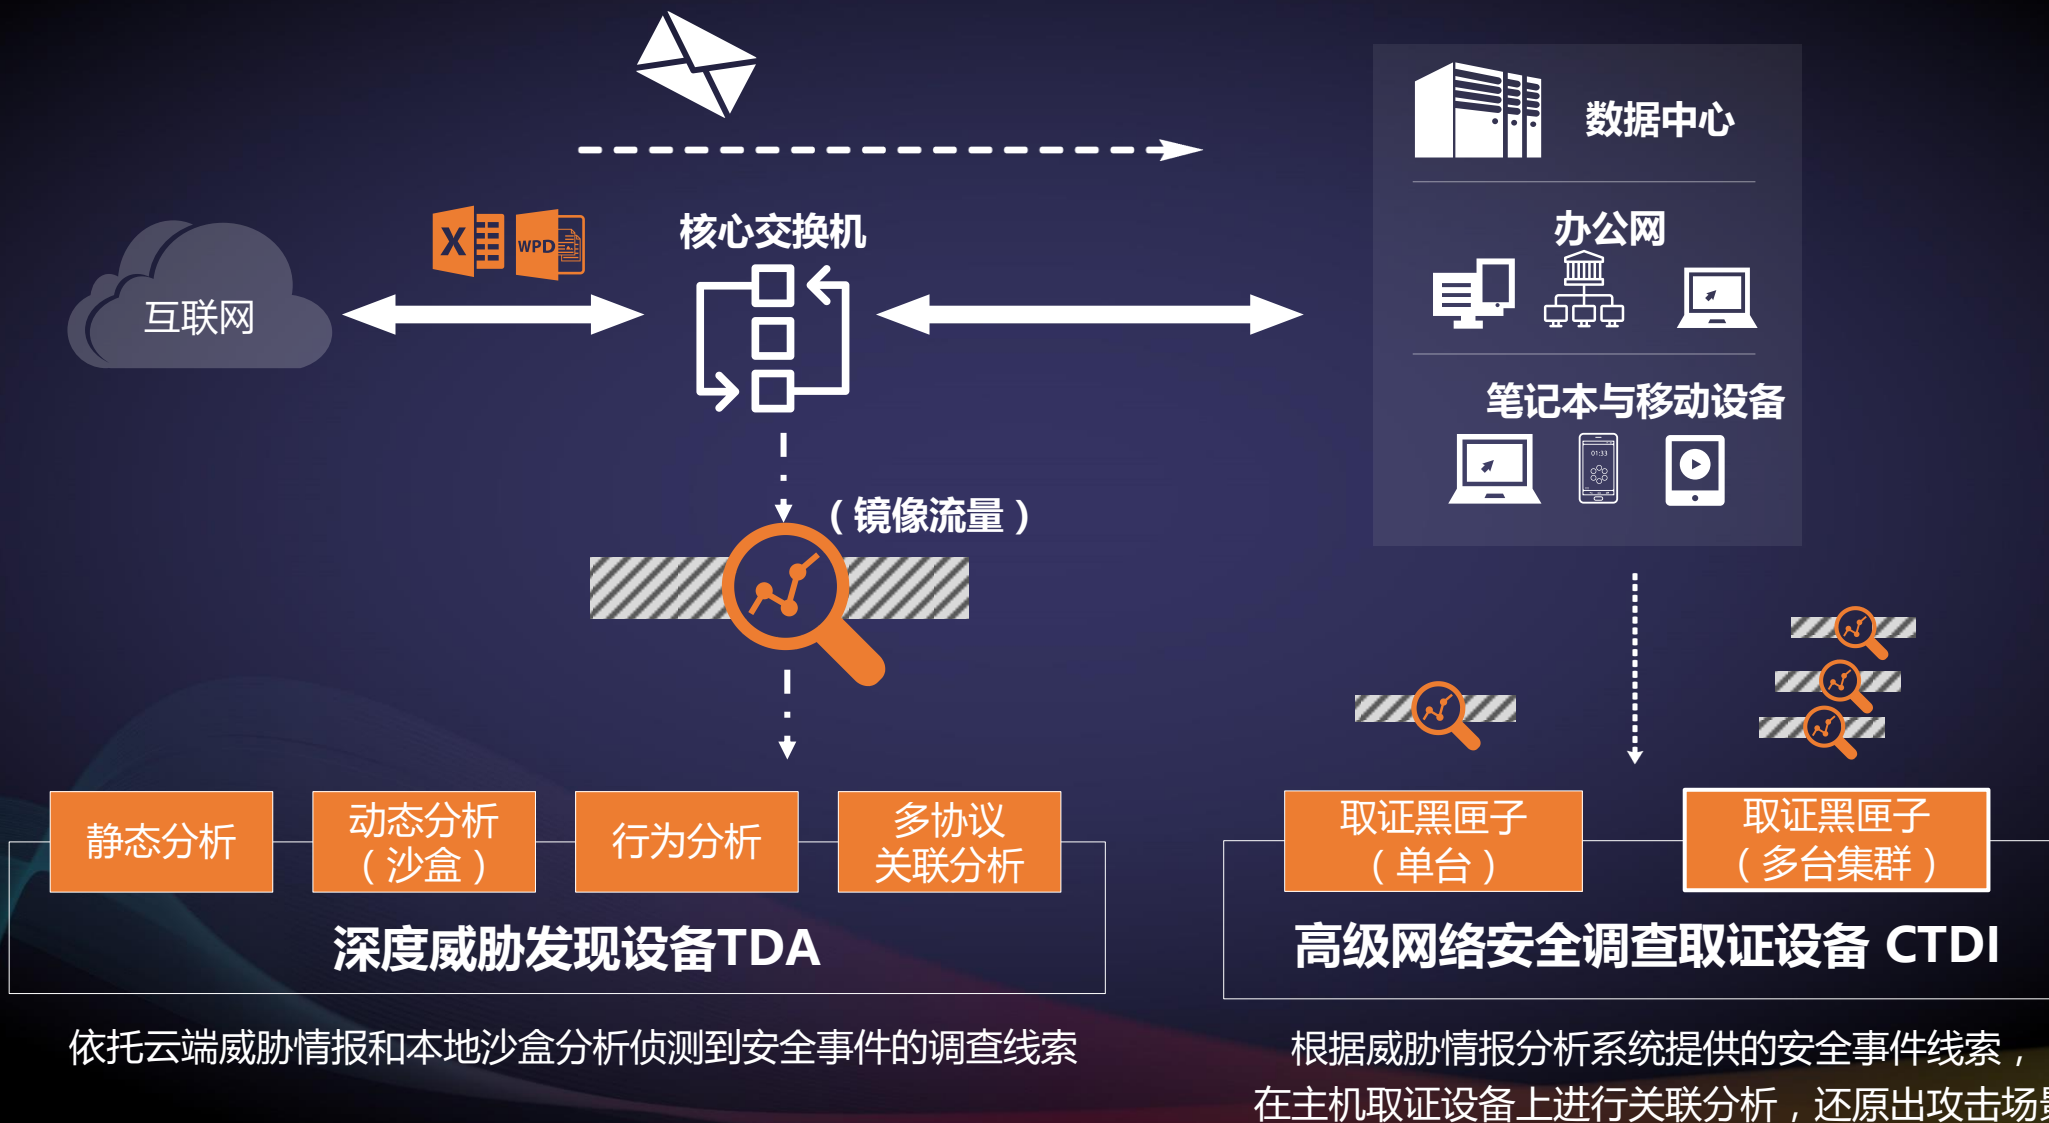 数据中心
核心交换机
X
WPD
办公网
互联网
笔记本与移动设备
01:33
（镜像流量）
静态分析
动态分析
（沙盒）
行为分析
多协议
关联分析
取证黑匣子
（单台）
取证黑匣子
（多台集群）
深度威胁发现设备TDA
高级网络安全调查取证设备 CTDI
依托云端威胁情报和本地沙盒分析侦测到安全事件的调查线索
根据威胁情报分析系统提供的安全事件线索，
在主机取证设备上进行关联分析，还原出攻击场景